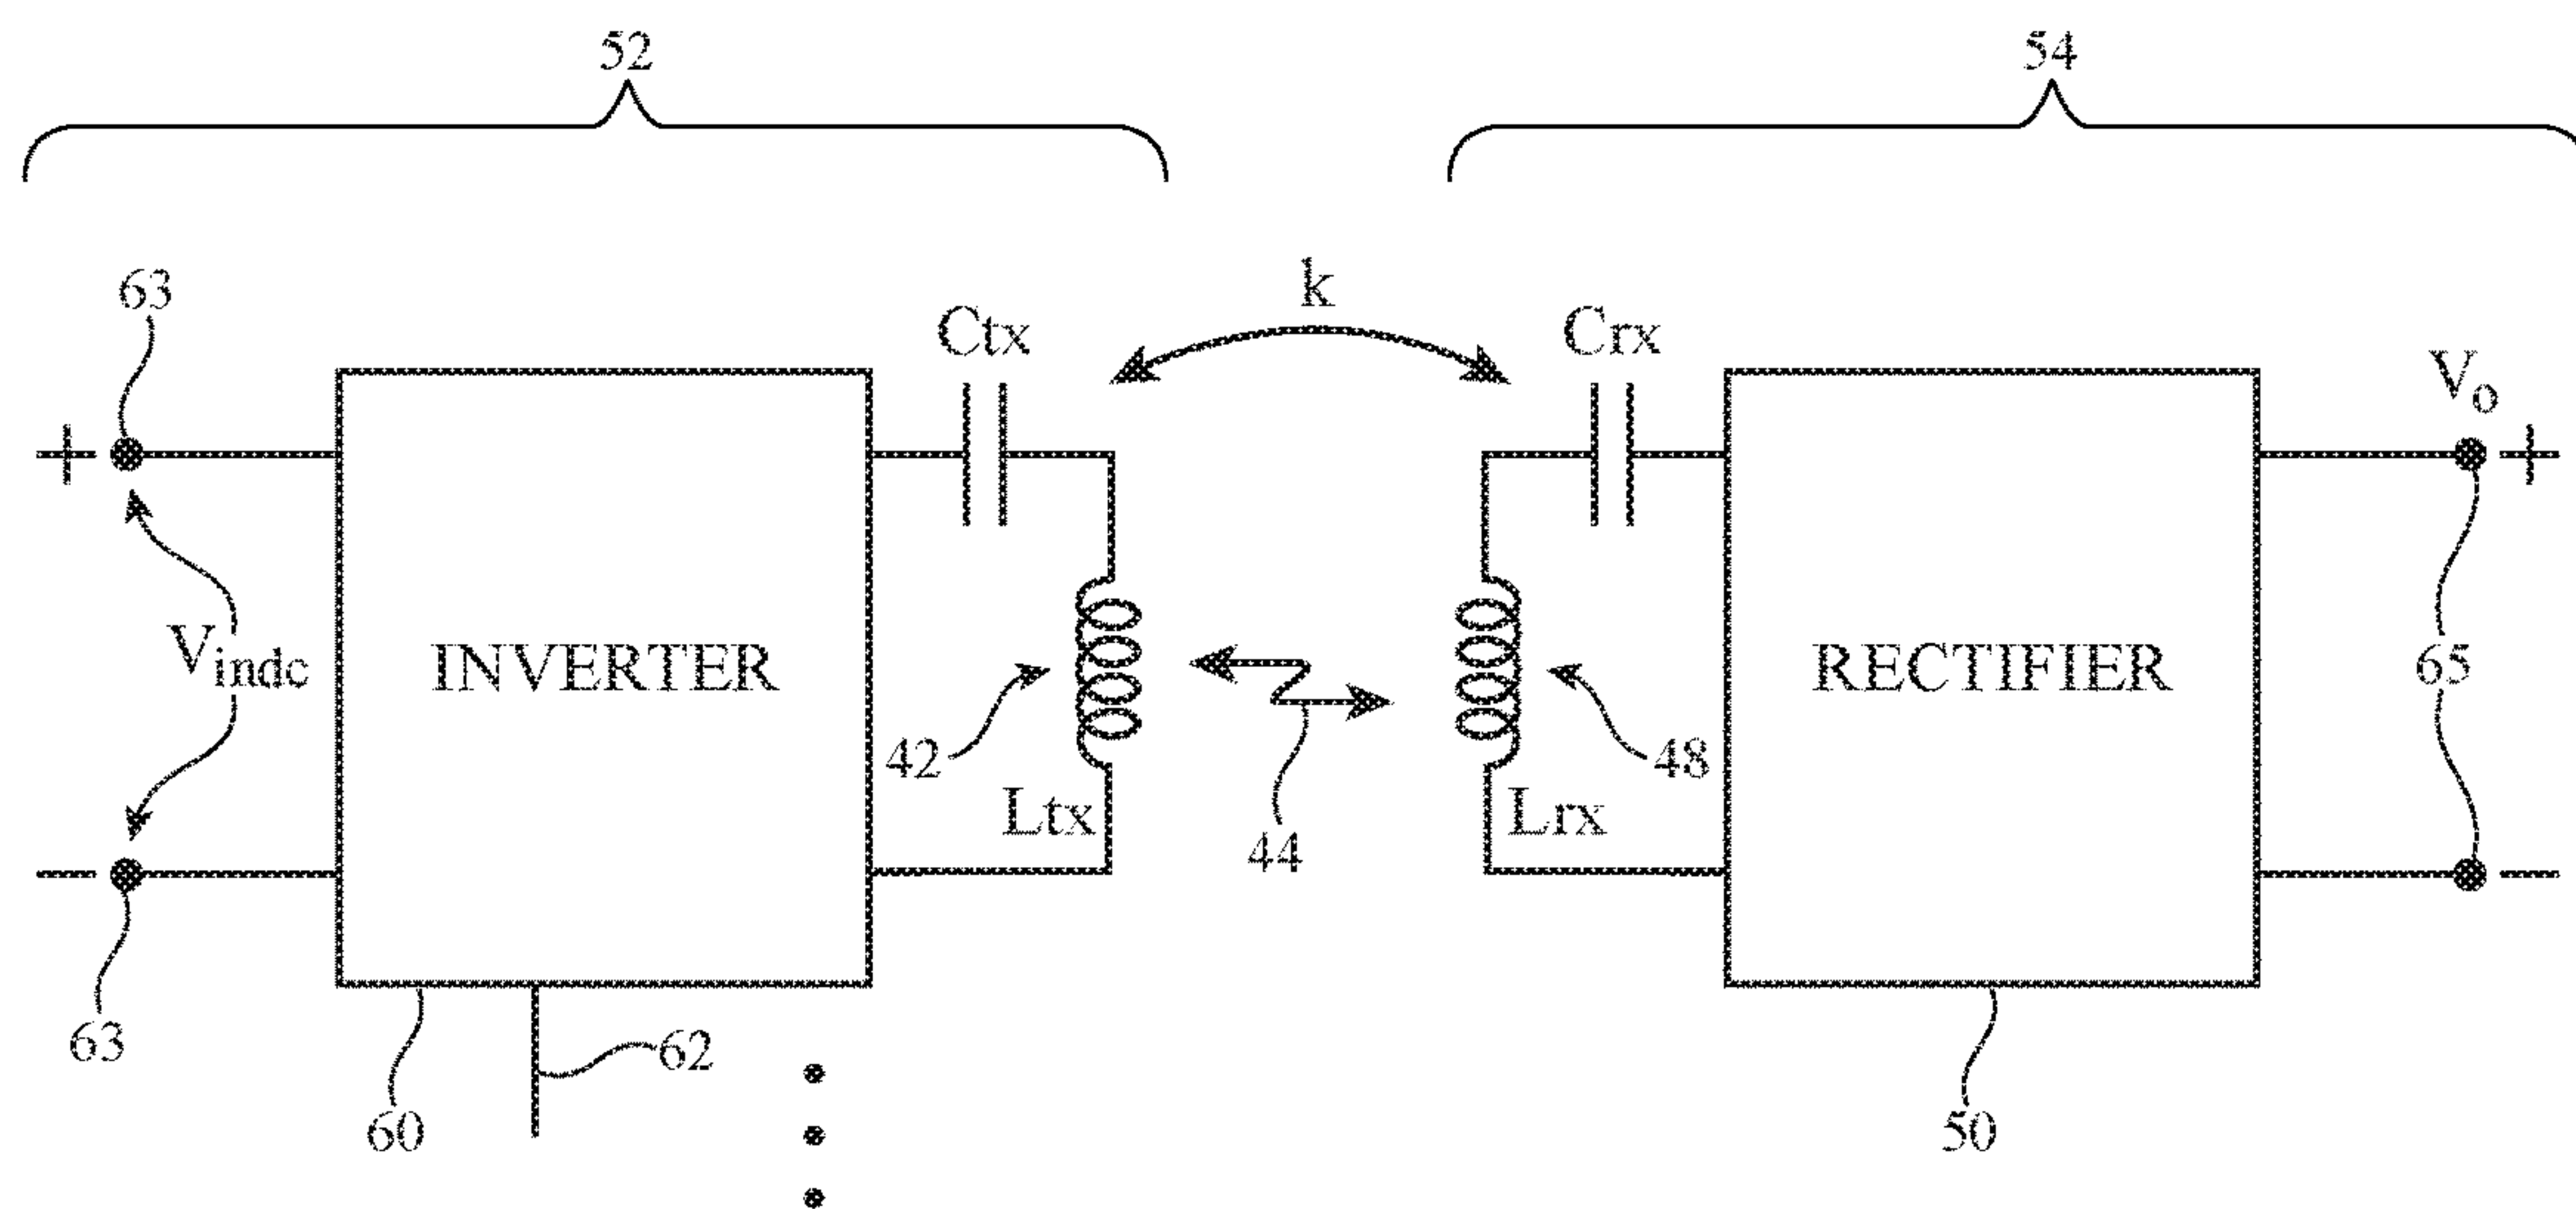 52
54
63
k
Ctx
Crx
Vo
Vindc
INVERTER
RECTIFIER
65
42
48
Ltx
Lrx
44
63
62
60
50